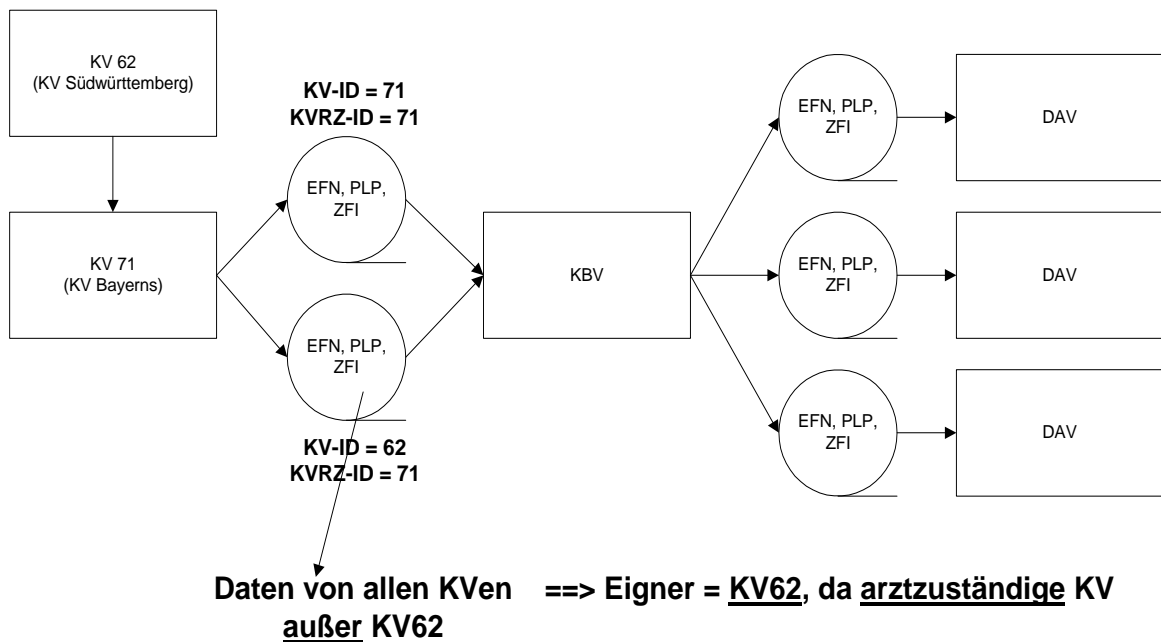 KV 62
(KV Südwürttemberg)
KV-ID = 71
KVRZ-ID = 71
EFN, PLP,
ZFI
KV 71
(KV Bayerns)
EFN, PLP,
ZFI
KV-ID = 62
KVRZ-ID = 71
KBV
EFN, PLP,
ZFI
DAV
EFN, PLP,
ZFI
DAV
EFN, PLP,
ZFI
DAV
Daten von allen KVen ==> Eigner = KV62, da arztzuständige KV
außer KV62